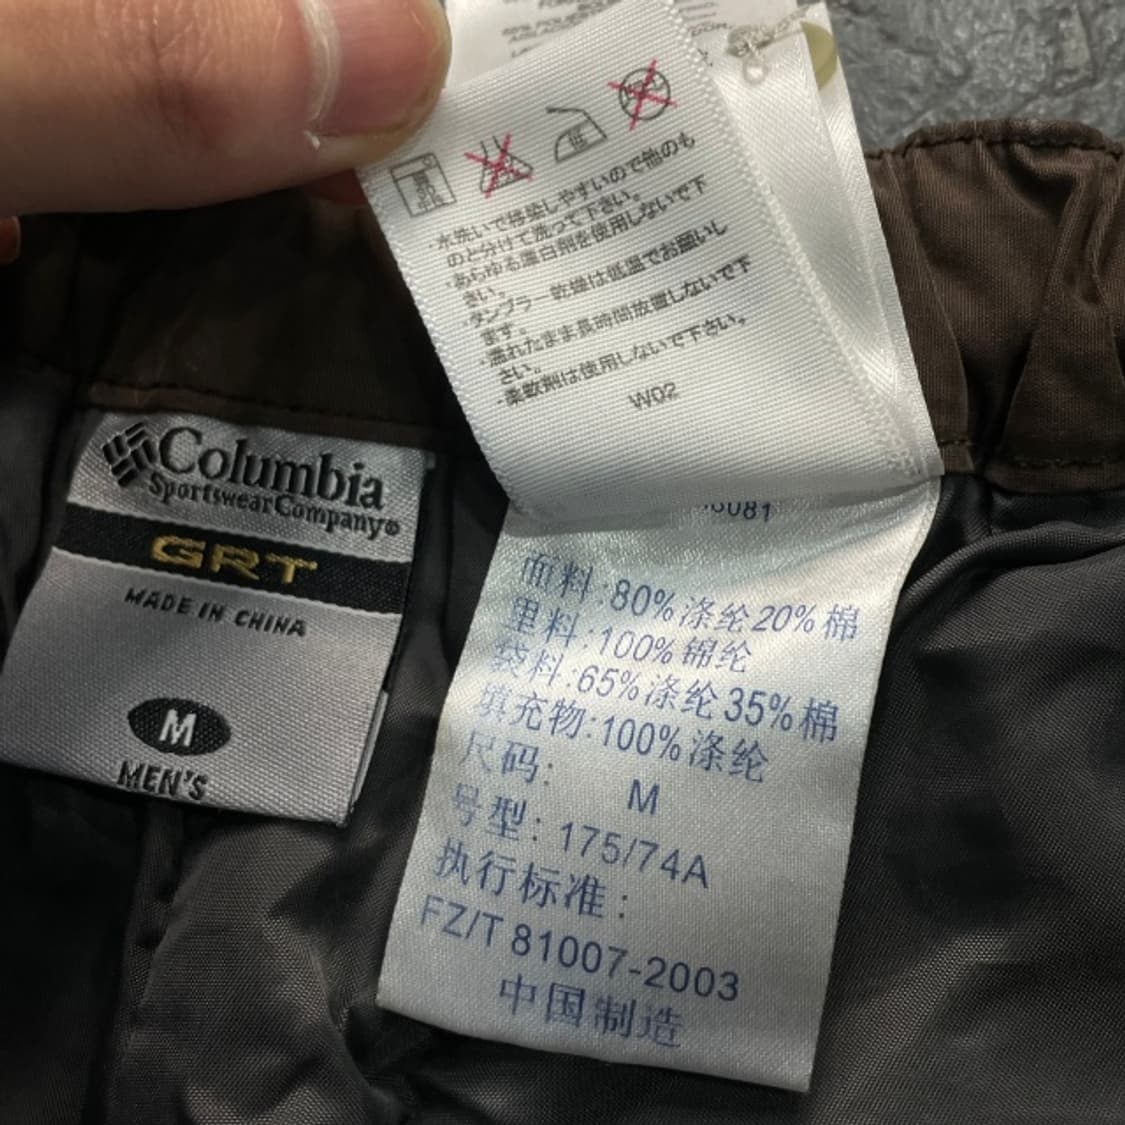 低
・水洗いで移染しやすいので他のも
のと分けて洗って下さい。
・あらゆる漂白剤を使用しないで下
さい。
・タンブラー乾燥は低温でお願いし
ます。
・濡れたまま長時間放置しないで下
さい。
・柔軟剤は使用しないで下さい。
W02
Columbia
Sportswear Company®
GRT
MADE IN CHINA
M
MEN'S
面料:80%涤纶20%棉
里料:100%锦纶
袋料:65%涤纶35%棉
填充物:100%涤纶
尺码: M
号型: 175/74A
执行标准:
FZ/T 81007-2003
中国制造